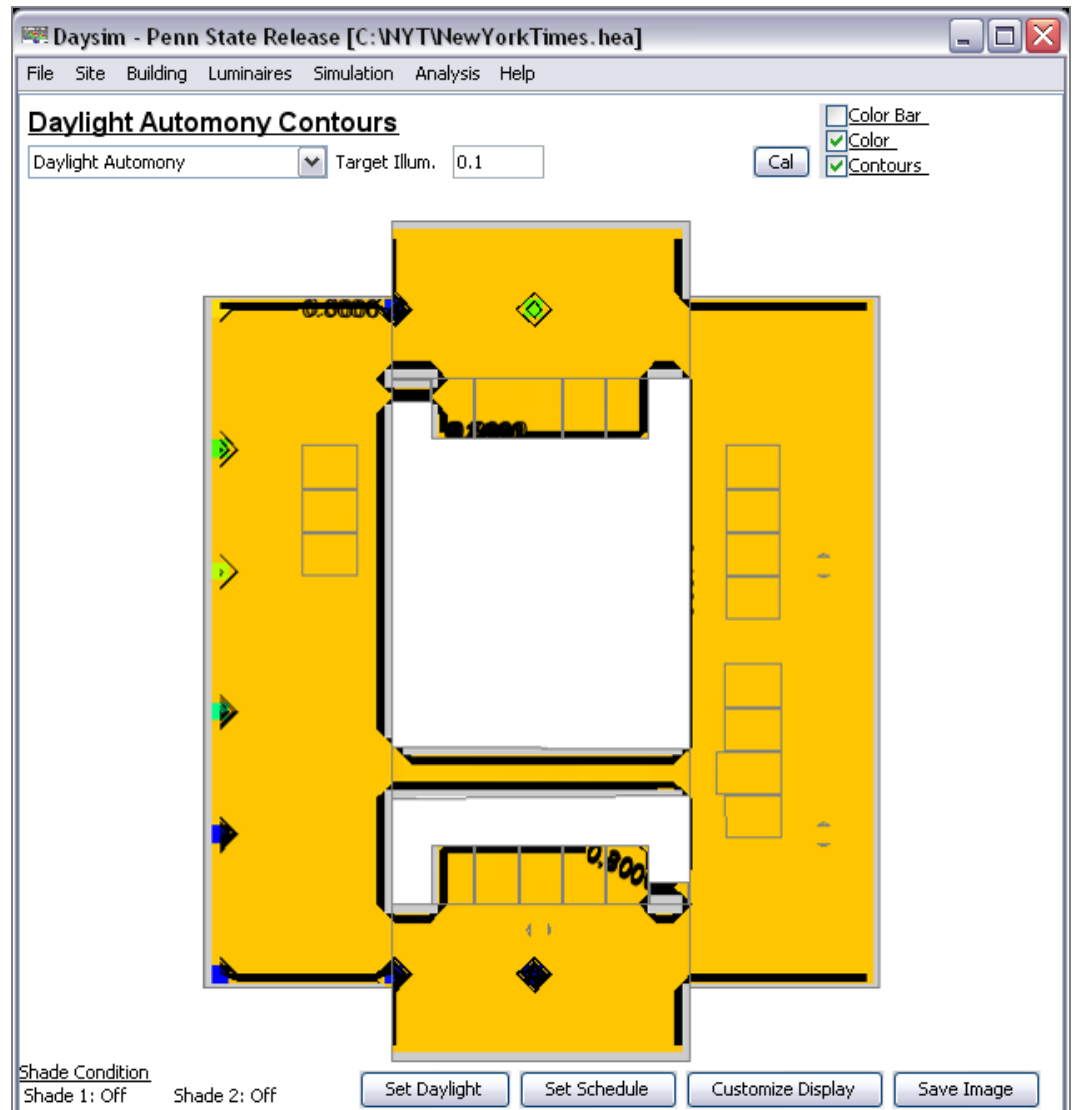 Daysim - Penn State Release [C:\NYT\NewYorkTimes.hea]
File Site Building Luminaires Simulation Analysis Help
Daylight Automony Contours
Color Bar
Color
Contours
Daylight Automony
Target Illum. 0.1
Cal
Shade Condition
Shade 1: Off Shade 2: Off
Set Daylight Set Schedule Customize Display Save Image